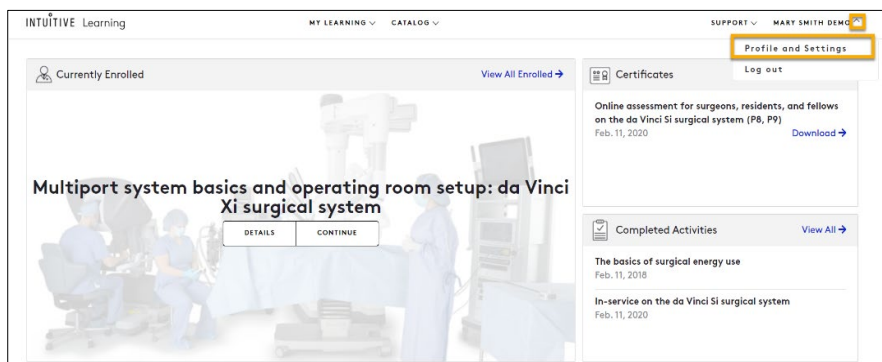 INTUITIVE Learning
MY LEARNING CATALOG
SUPPORT MARY SMITH DEMO
Profile and Settings
Log out
Currently Enrolled
View All Enrolled →
Multiport system basics and operating room setup: da Vinci
Xi surgical system
DETAILS CONTINUE
Certificates
Online assessment for surgeons, residents, and fellows
on the da Vinci Si surgical system (P8, P9)
Feb. 11, 2020
Download →
Completed Activities
View All →
The basics of surgical energy use
Feb. 11, 2018
In-service on the da Vinci Si surgical system
Feb. 11, 2020